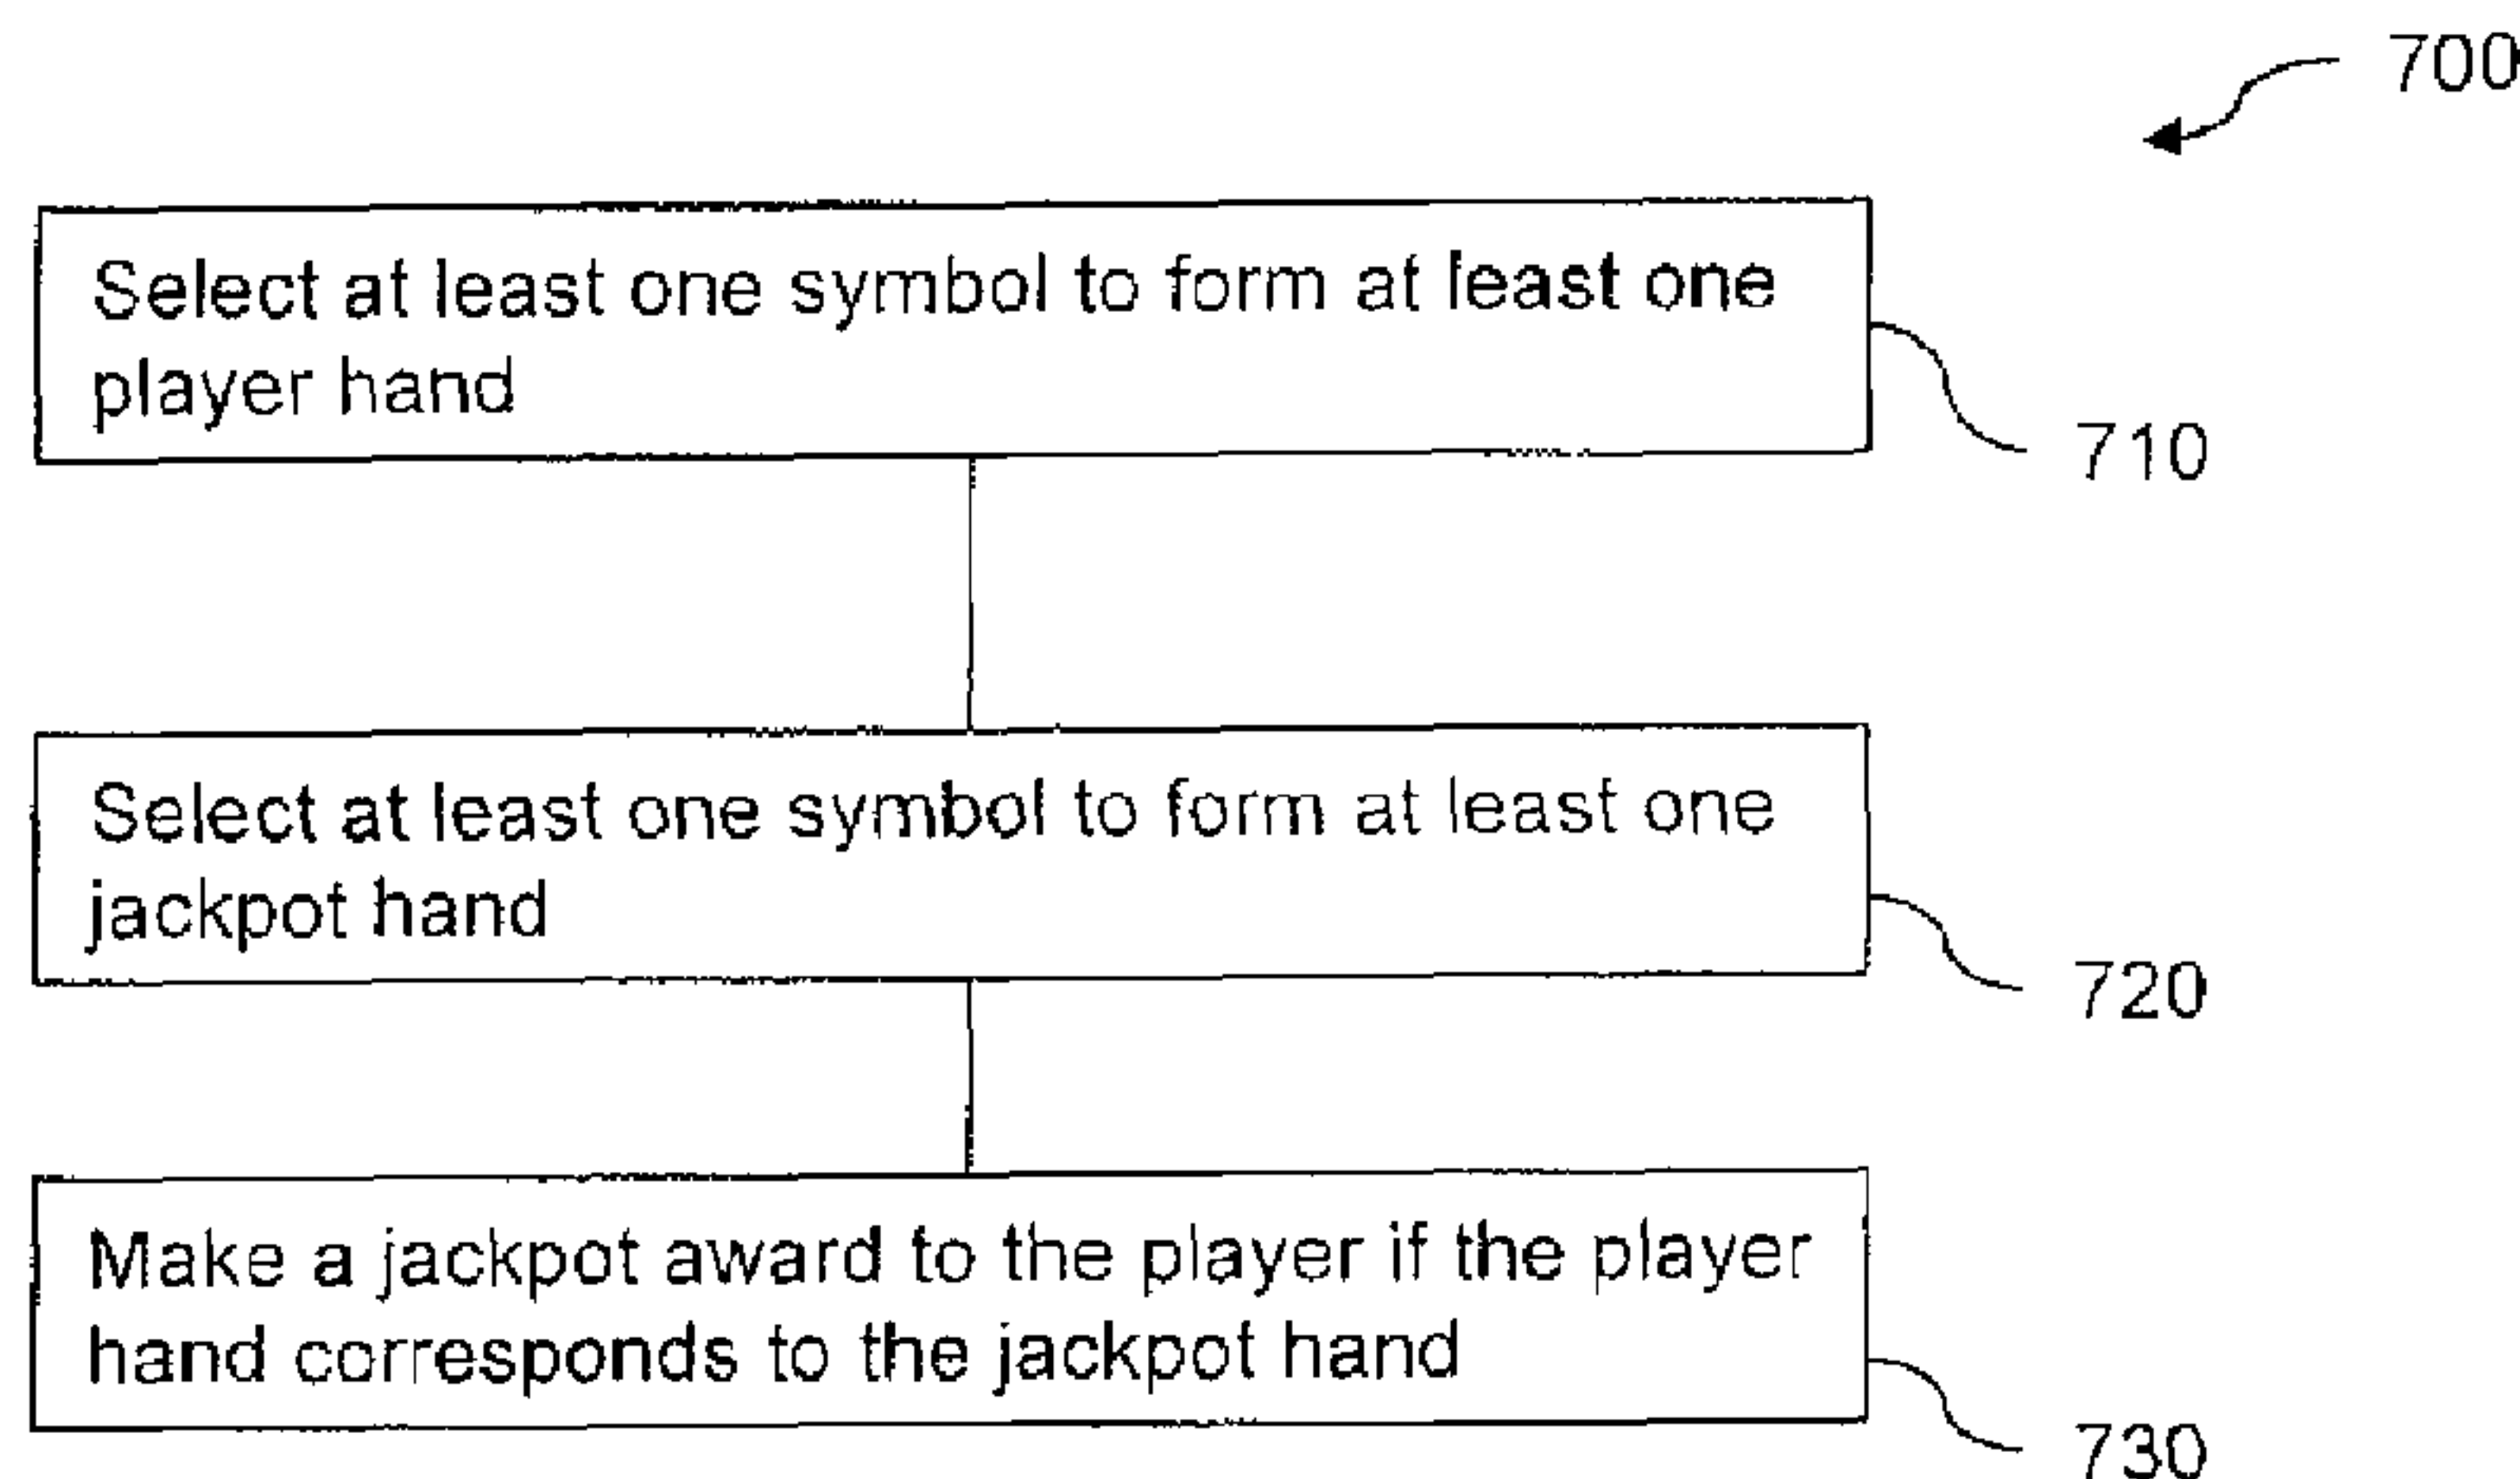 700
Select at least one symbol to form at least one
player hand
710
Select at least one symbol to form at least one
jackpot hand
720
Make a jackpot award to the player if the player
hand corresponds to the jackpot hand
730